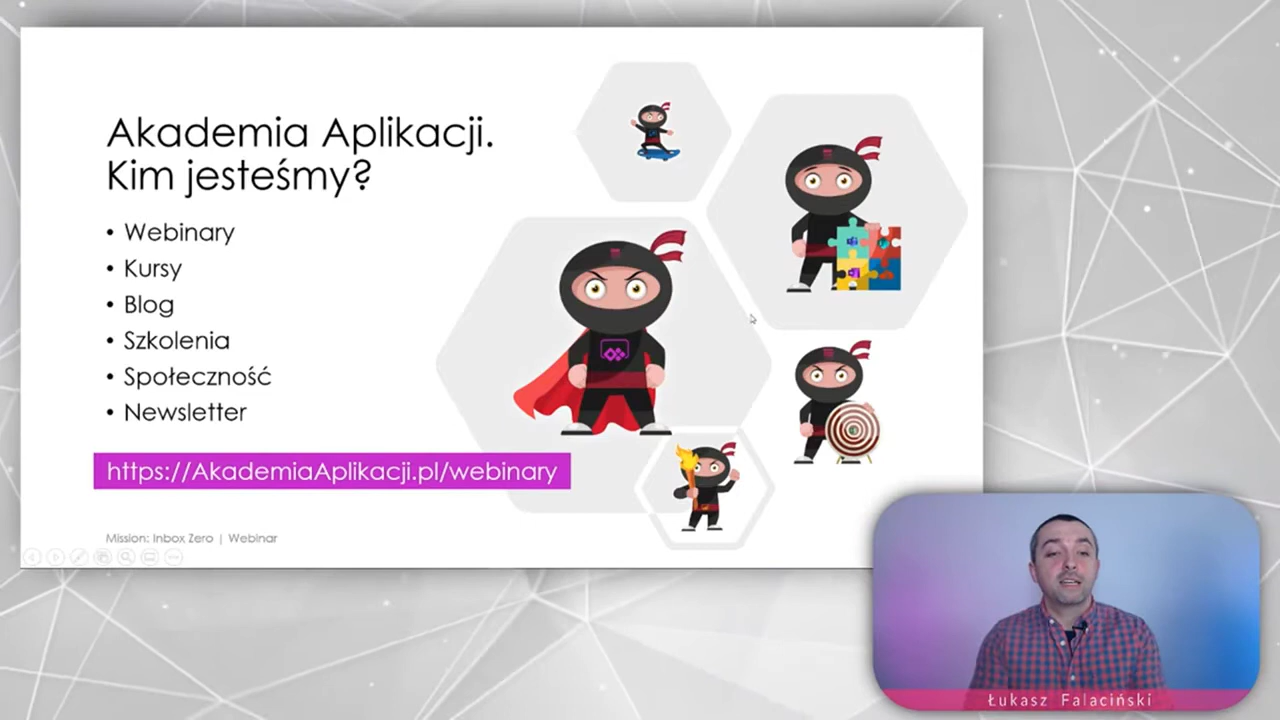 Akademia Aplikacji.
Kim jesteśmy?
• Webinary
• Kursy
• Blog
• Szkolenia
• Społeczność
• Newsletter
https://AkademiaAplikacji.pl/webinary
Mission: Inbox Zero | Webinar
Łukasz Falaciński